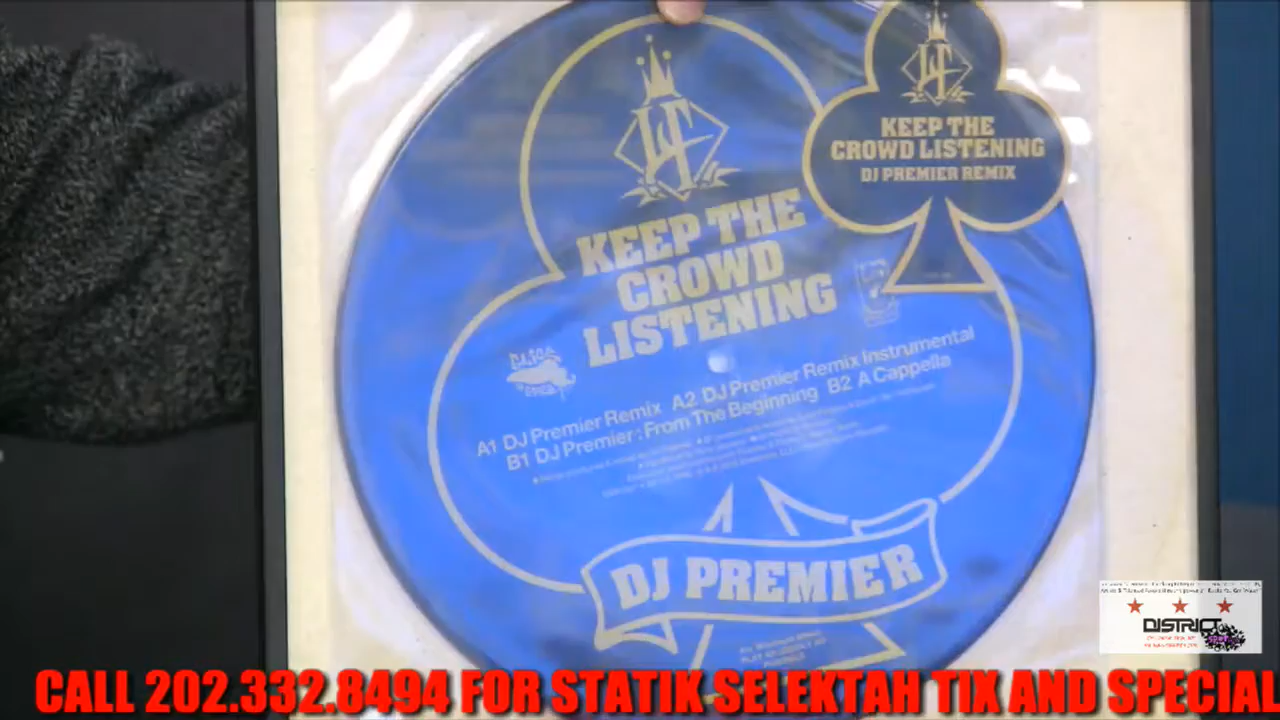 KEEP THE
CROWD LISTENING
DJ PREMIER REMIX
KEEP THE
CROWD
LISTENING
A1 DJ Premier Remix A2 DJ Premier Remix Instrumental
B1 DJ Premier : From The Beginning B2 A Cappella
DJ PREMIER
DISTRICT
CALL 202.332.8494 FOR STATIK SELEKTAH TIX AND SPECIAL